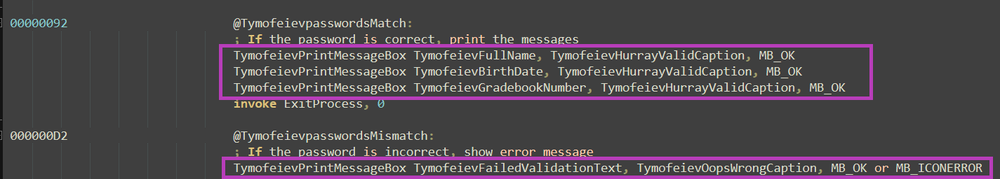 00000092 @TymofeievpasswordsMatch:
; If the password is correct, print the messages
TymofeievPrintMessageBox TymofeievFullName, TymofeievHurrayValidCaption, MB_OK
TymofeievPrintMessageBox TymofeievBirthDate, TymofeievHurrayValidCaption, MB_OK
TymofeievPrintMessageBox TymofeievGradebookNumber, TymofeievHurrayValidCaption, MB_OK
invoke ExitProcess, 0
000000D2 @TymofeievpasswordsMismatch:
; If the password is incorrect, show error message
TymofeievPrintMessageBox TymofeievFailedValidationText, TymofeievOopsWrongCaption, MB_OK or MB_ICONERROR